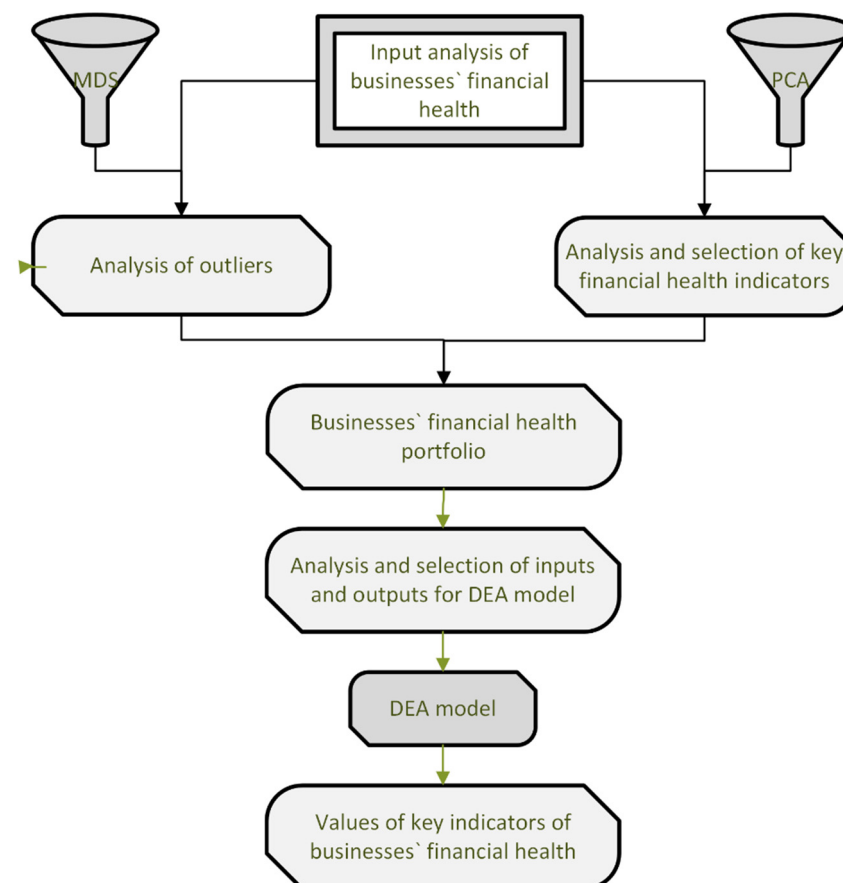 MDS
Input analysis of
businesses` financial
health
PCA
Analysis of outliers
Analysis and selection of key
financial health indicators
Businesses` financial health
portfolio
Analysis and selection of inputs
and outputs for DEA model
DEA model
Values of key indicators of
businesses` financial health